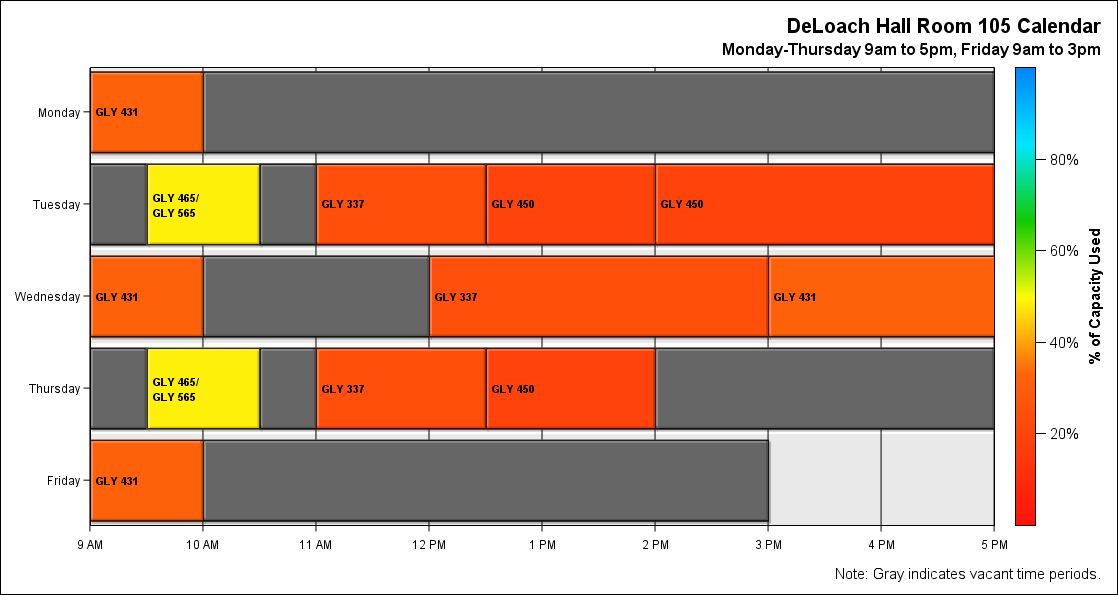 DeLoach Hall Room 105 Calendar
Monday-Thursday 9am to 5pm, Friday 9am to 3pm
Monday
GLY 431
Tuesday
GLY 465/
GLY 565
GLY 337
GLY 450
GLY 450
Wednesday
GLY 431
GLY 337
GLY 431
Thursday
GLY 465/
GLY 565
GLY 337
GLY 450
Friday
GLY 431
9 AM
10 AM
11 AM
12 PM
1 PM
2 PM
3 PM
4 PM
5 PM
80%
60%
40%
20%
% of Capacity Used
Note: Gray indicates vacant time periods.